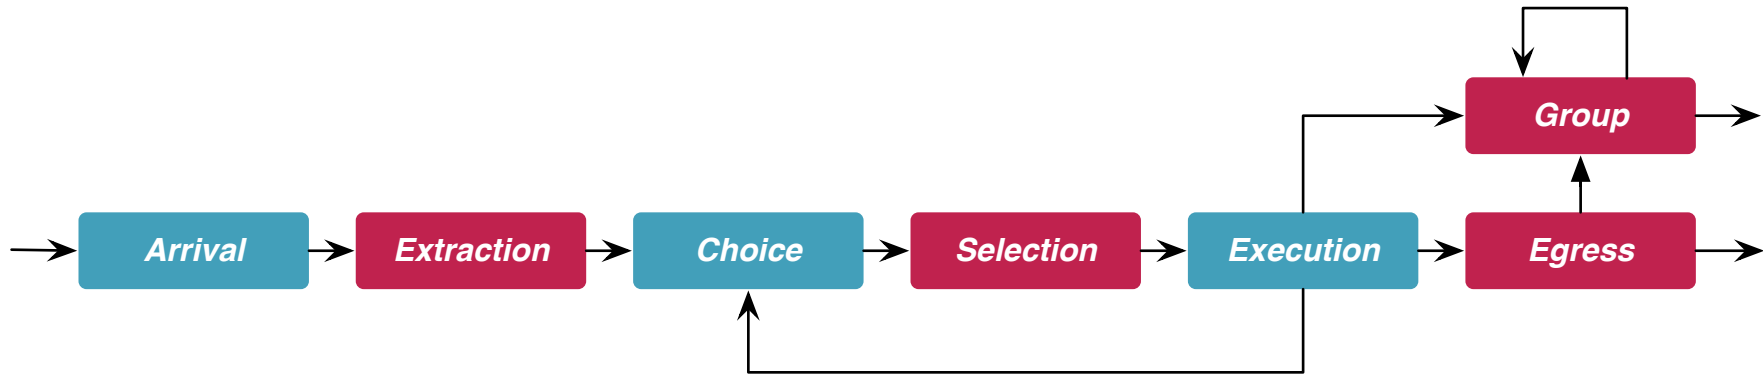 Group
Arrival
Extraction
Choice
Selection
Execution
Egress